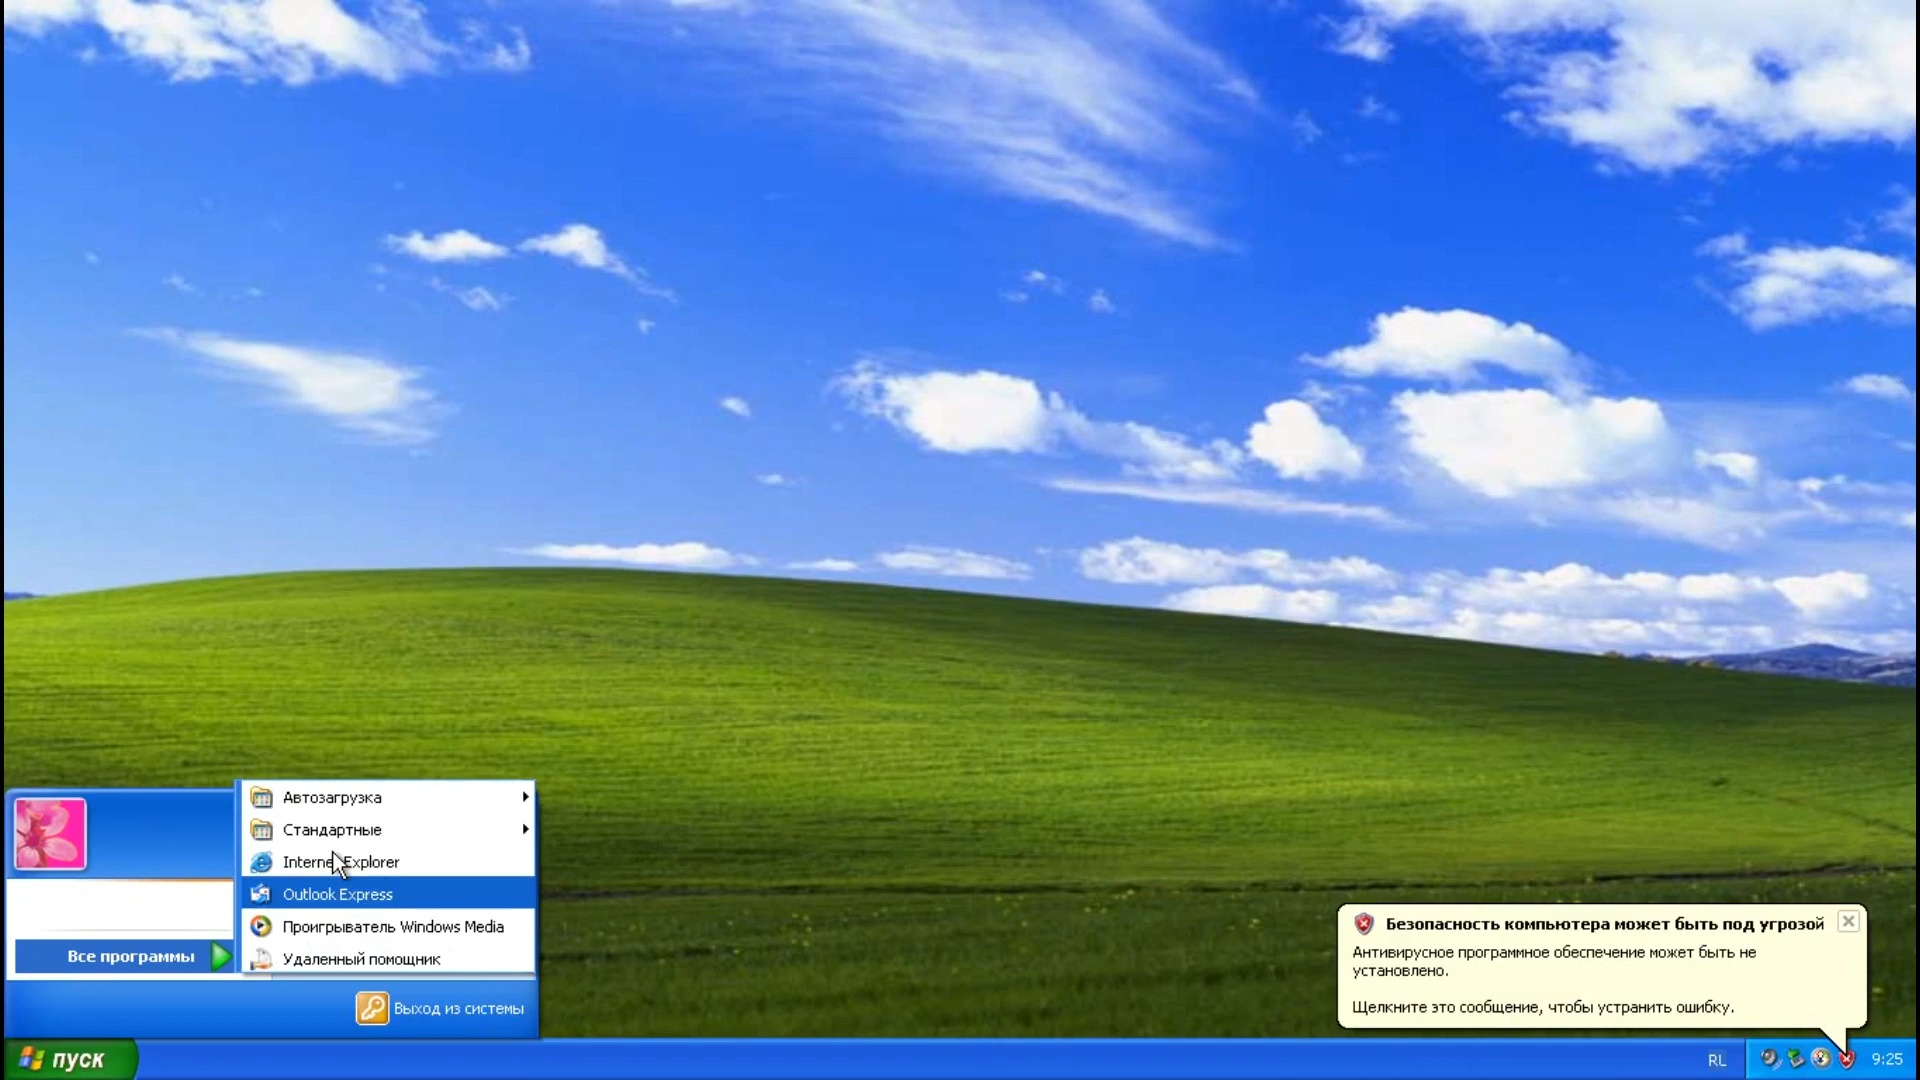 Автозагрузка
Стандартные
Internet Explorer
Outlook Express
Проигрыватель Windows Media
Удаленный помощник
Все программы
Выход из системы
пуск
Безопасность компьютера может быть под угрозой
Антивирусное программное обеспечение может быть не
установлено.
Щелкните это сообщение, чтобы устранить ошибку.
RL
9:25